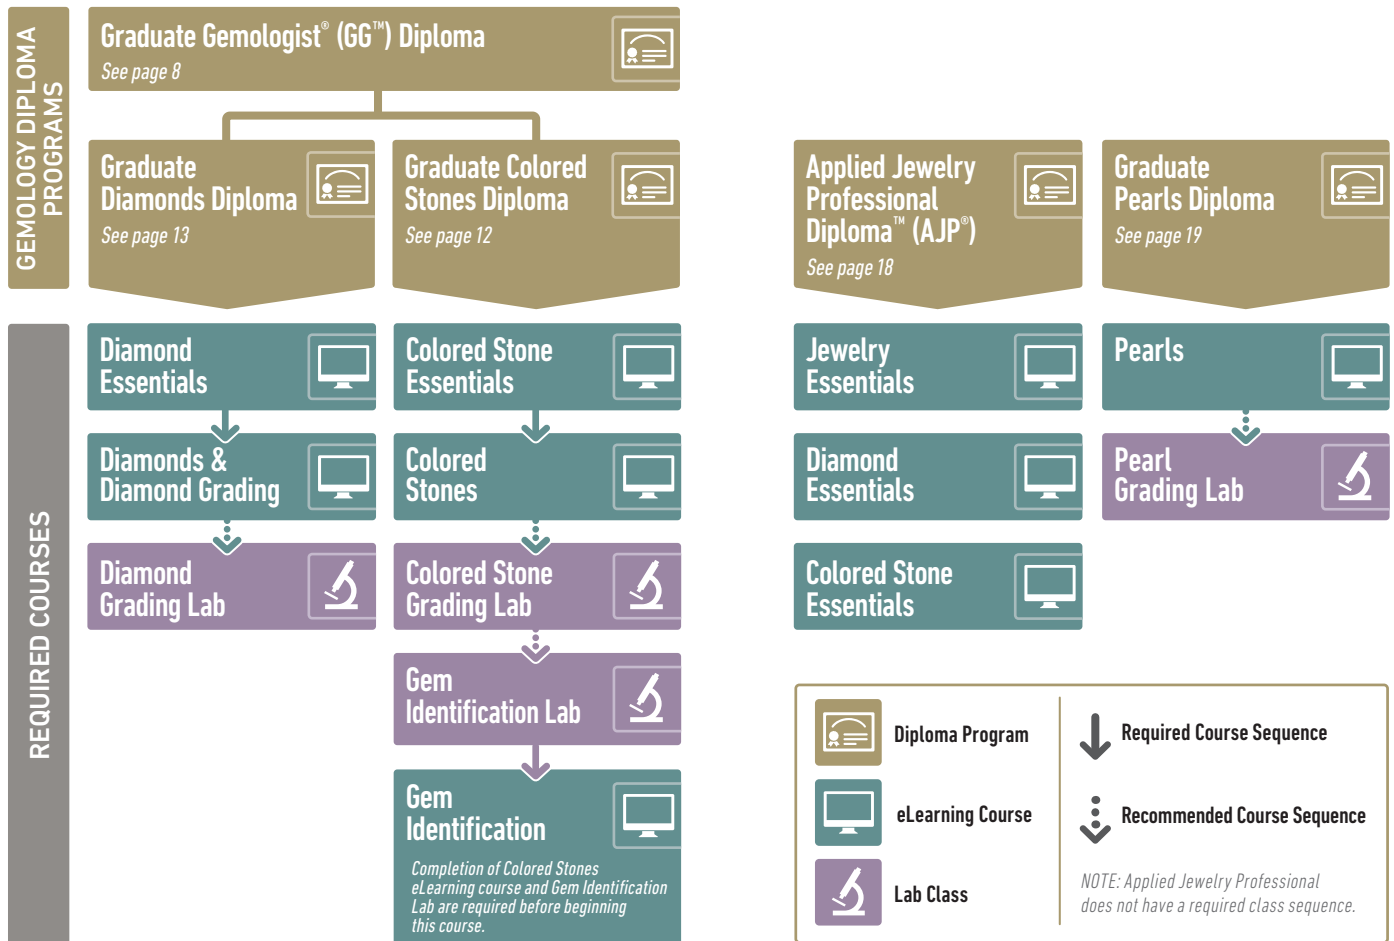 GEMOLOGY DIPLOMA
PROGRAMS
Graduate Gemologist® (GG™) Diploma
See page 8
Graduate
Diamonds Diploma
See page 13
Graduate Colored
Stones Diploma
See page 12
Applied Jewelry
Professional
Diploma™ (AJP®)
See page 18
Graduate
Pearls Diploma
See page 19
REQUIRED COURSES
Diamond
Essentials
Diamonds &
Diamond Grading
Diamond
Grading Lab
Colored Stone
Essentials
Colored
Stones
Colored Stone
Grading Lab
Gem
Identification Lab
Gem
Identification
Completion of Colored Stones
eLearning course and Gem Identification
Lab are required before beginning
this course.
Jewelry
Essentials
Diamond
Essentials
Colored Stone
Essentials
Pearls
Pearl
Grading Lab
Diploma Program
eLearning Course
Lab Class
Required Course Sequence
Recommended Course Sequence
NOTE: Applied Jewelry Professional
does not have a required class sequence.